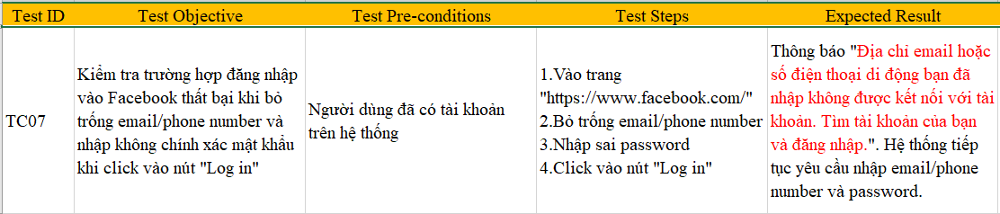 Test ID
Test Objective
Test Pre-conditions
Test Steps
Expected Result
TC07
Kiểm tra trường hợp đăng nhập
vào Facebook thất bại khi bỏ
trống email/phone number và
nhập không chính xác mật khẩu
khi click vào nút "Log in"
Người dùng đã có tài khoản
trên hệ thống
1.Vào trang
"https://www.facebook.com/"
2.Bỏ trống email/phone number
3.Nhập sai password
4.Click vào nút "Log in"
Thông báo "Địa chỉ email hoặc
số điện thoại di động bạn đã
nhập không được kết nối với tài
khoản. Tìm tài khoản của bạn
và đăng nhập.". Hệ thống tiếp
tục yêu cầu nhập email/phone
number và password.